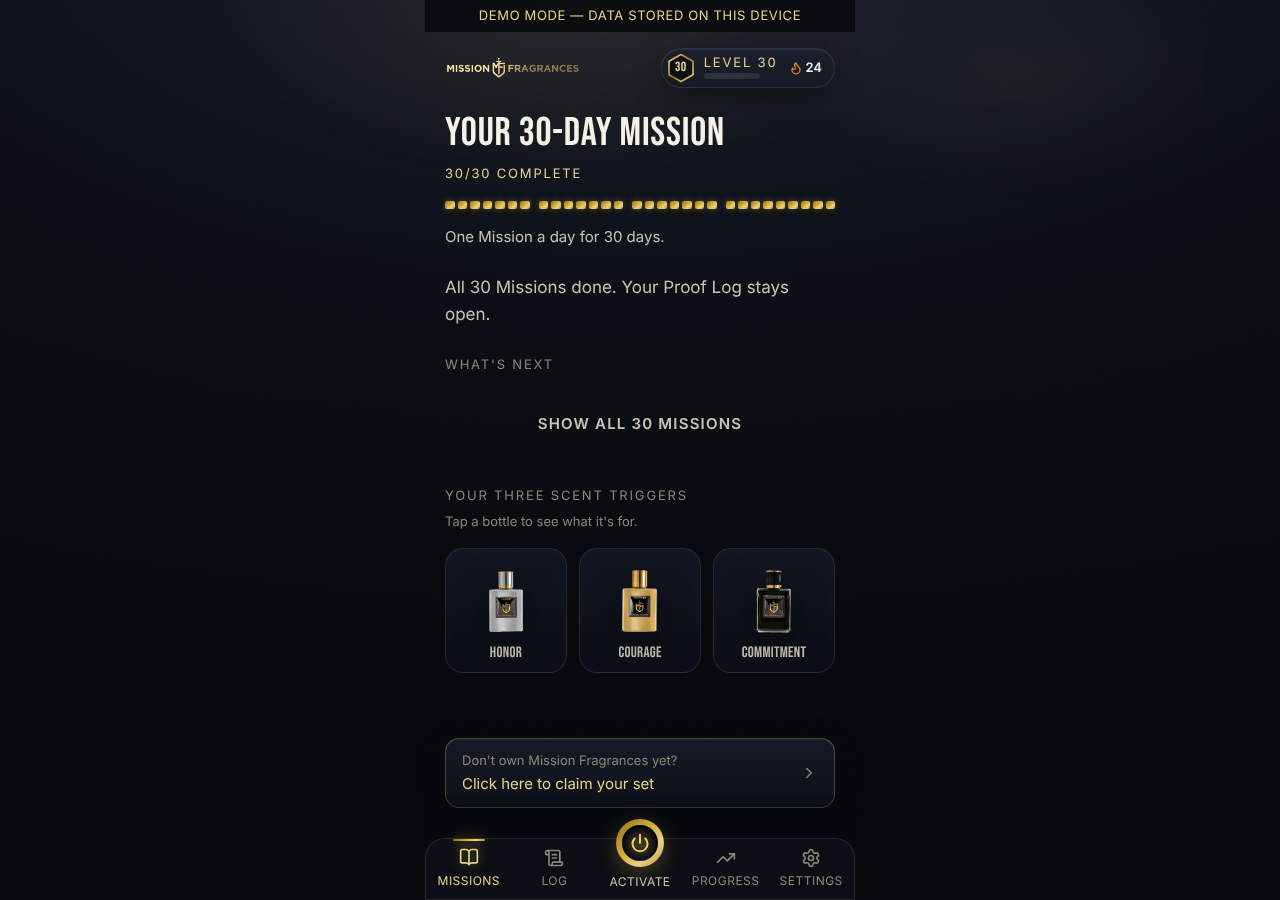 DEMO MODE — DATA STORED ON THIS DEVICE
MISSION FRAGRANCES
30
LEVEL 30
24
YOUR 30-DAY MISSION
30/30 COMPLETE
One Mission a day for 30 days.
All 30 Missions done. Your Proof Log stays
open.
WHAT'S NEXT
SHOW ALL 30 MISSIONS
YOUR THREE SCENT TRIGGERS
Tap a bottle to see what it's for.
HONOR
COURAGE
COMMITMENT
Don't own Mission Fragrances yet?
Click here to claim your set
MISSIONS
LOG
ACTIVATE
PROGRESS
SETTINGS